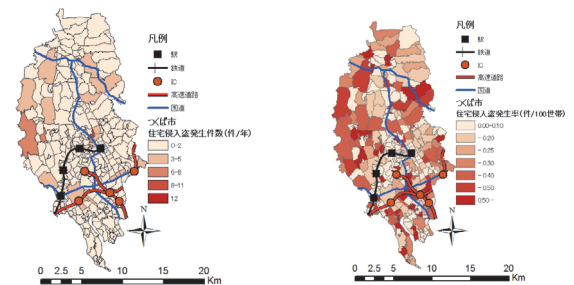 凡例
駅
鉄道
IC
高速道路
国道
つくば市
住宅侵入盗発生件数(件/年)
0-2
3-5
6-8
8-11
12
N
0 2.5 5 10 15 20
Km
凡例
駅
鉄道
IC
高速道路
国道
つくば市
住宅侵入盗発生率(件/100世帯)
0.00-0.10
-0.20
-0.25
-0.30
-0.40
-0.50
0.50-
N
0 2.5 5 10 15 20
Km